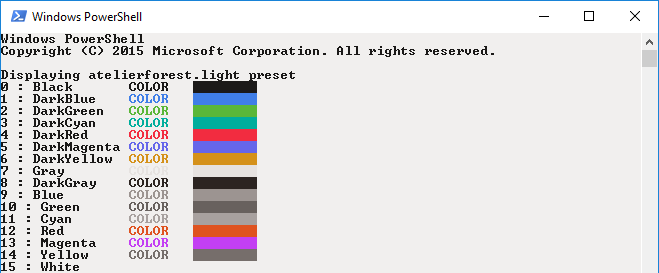 Windows PowerShell
Windows PowerShell
Copyright (C) 2015 Microsoft Corporation. All rights reserved.
Displaying atelierforest.light preset
0 : Black COLOR
1 : DarkBlue COLOR
2 : DarkGreen COLOR
3 : DarkCyan COLOR
4 : DarkRed COLOR
5 : DarkMagenta COLOR
6 : DarkYellow COLOR
7 : Gray COLOR
8 : DarkGray COLOR
9 : Blue COLOR
10 : Green COLOR
11 : Cyan COLOR
12 : Red COLOR
13 : Magenta COLOR
14 : Yellow COLOR
15 : White